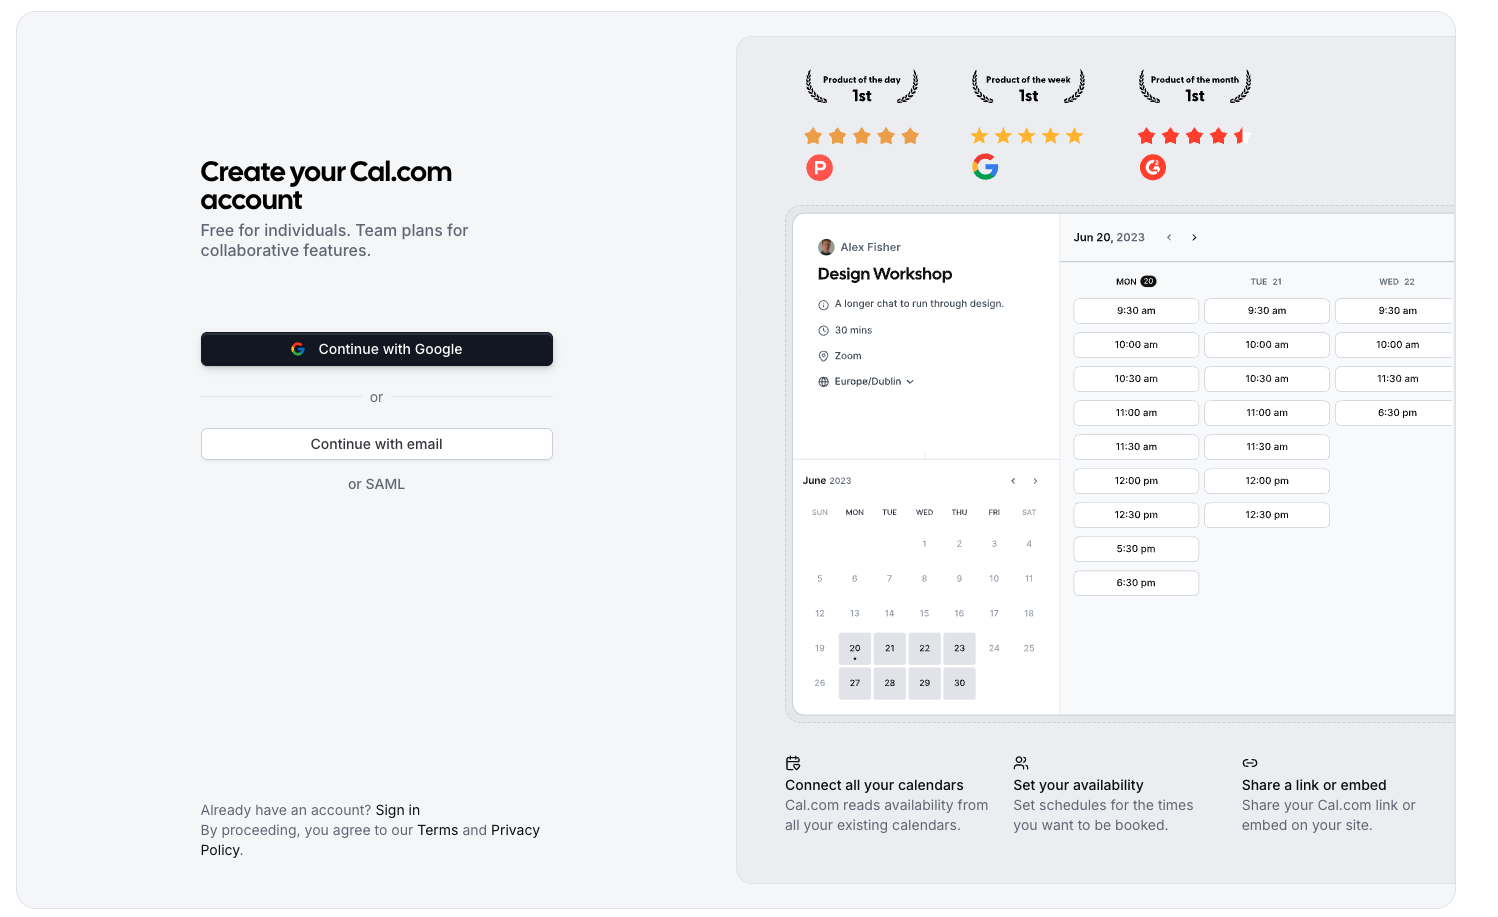 Create your Cal.com
account
Free for individuals. Team plans for
collaborative features.
Continue with Google
or
Continue with email
or SAML
Already have an account? Sign in
By proceeding, you agree to our Terms and Privacy
Policy.
Product of the day
1st
Product of the week
1st
Product of the month
1st
Alex Fisher
Design Workshop
A longer chat to run through design.
30 mins
Zoom
Europe/Dublin
June 2023
SUN MON TUE WED THU FRI SAT
1 2 3 4
5 6 7 8 9 10 11
12 13 14 15 16 17 18
19 20 21 22 23 24 25
26 27 28 29 30
Jun 20, 2023
MON 20 TUE 21 WED 22
9:30 am 9:30 am 9:30 am
10:00 am 10:00 am 10:00 am
10:30 am 10:30 am 11:30 am
11:00 am 11:00 am 6:30 pm
11:30 am 11:30 am
12:00 pm 12:00 pm
12:30 pm 12:30 pm
5:30 pm
6:30 pm
Connect all your calendars
Cal.com reads availability from
all your existing calendars.
Set your availability
Set schedules for the times
you want to be booked.
Share a link or embed
Share your Cal.com link or
embed on your site.